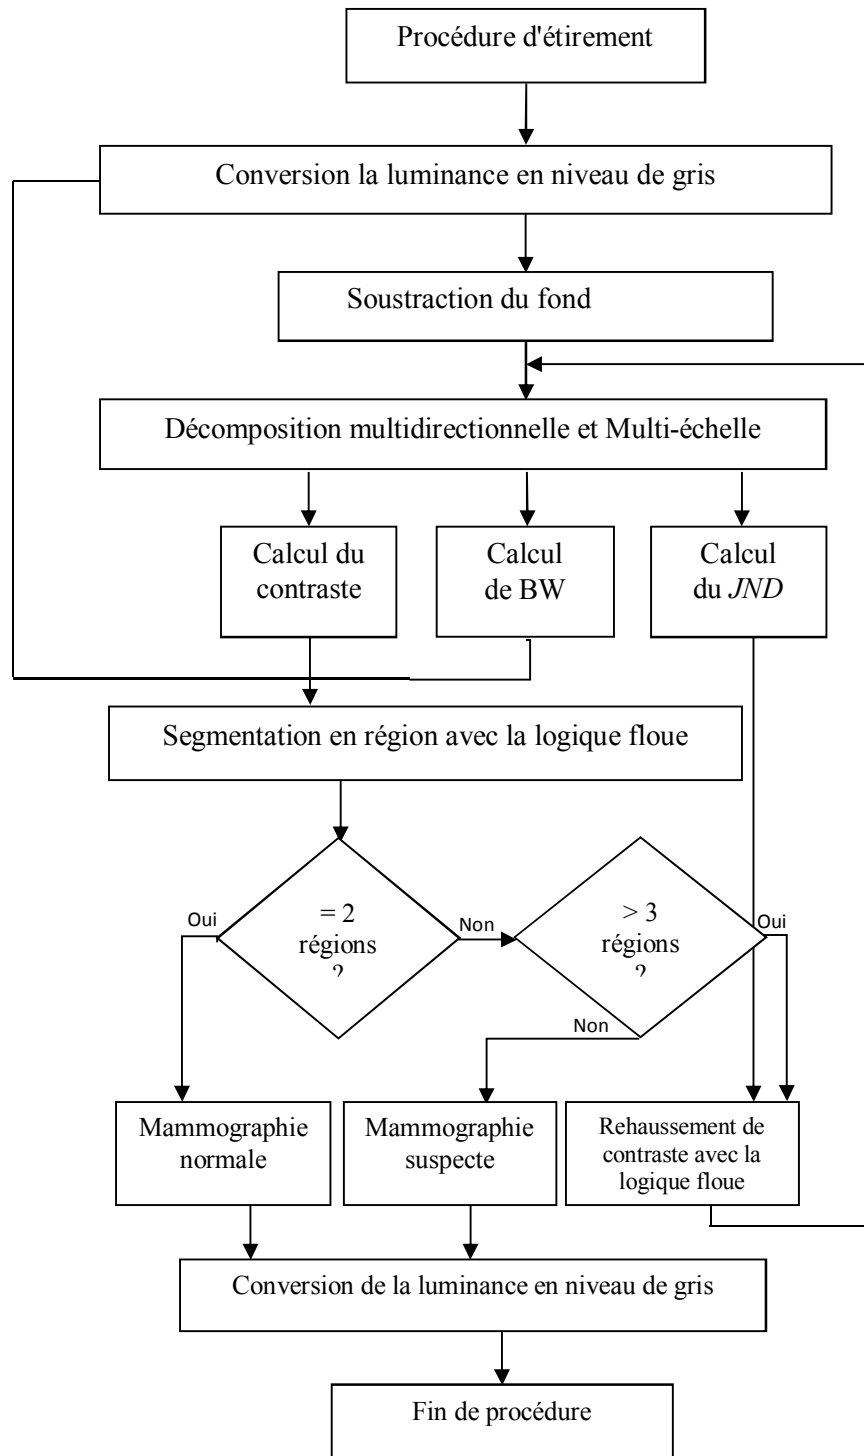 Procédure d'étirement
Conversion la luminance en niveau de gris
Soustraction du fond
Décomposition multidirectionnelle et Multi-échelle
Calcul du
contraste
Calcul
de BW
Calcul
du JND
Segmentation en région avec la logique floue
Oui
= 2
régions
?
Non
> 3
régions
?
Oui
Non
Mammographie
normale
Mammographie
suspecte
Rehaussement de
contraste avec la
logique floue
Conversion de la luminance en niveau de gris
Fin de procédure